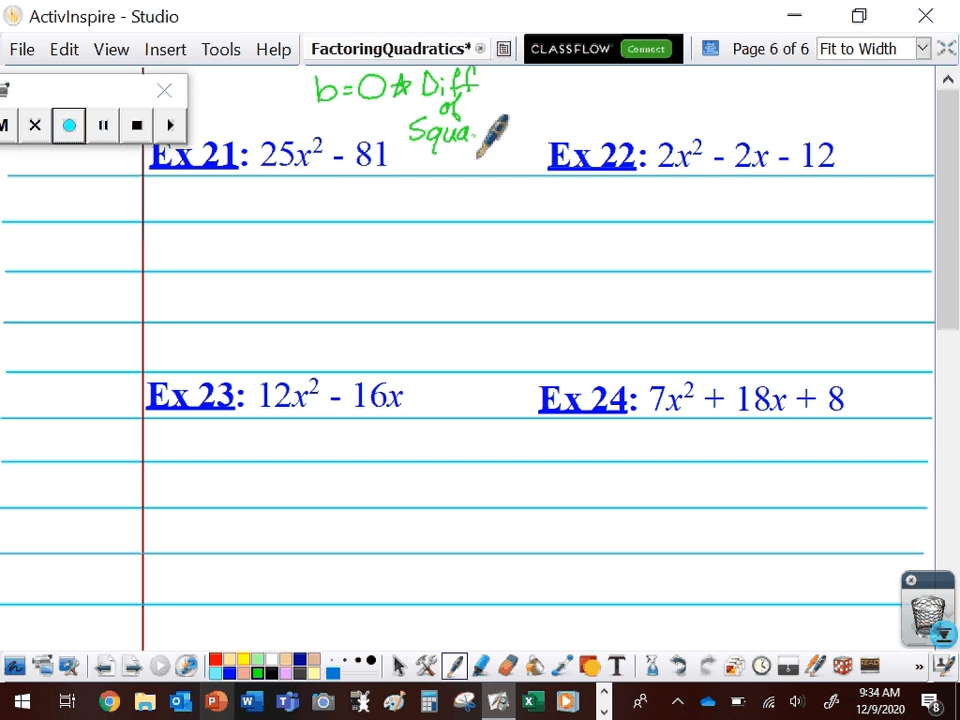 ActivInspire - Studio
File Edit View Insert Tools Help FactoringQuadratics* CLASSFLOW Connect Page 6 of 6 Fit to Width
b=0* Diff
of
Squa
M
Ex 21: 25x² - 81
Ex 22: 2x² - 2x - 12
Ex 23: 12x² - 16x
Ex 24: 7x² + 18x + 8
9:34 AM
12/9/2020
8